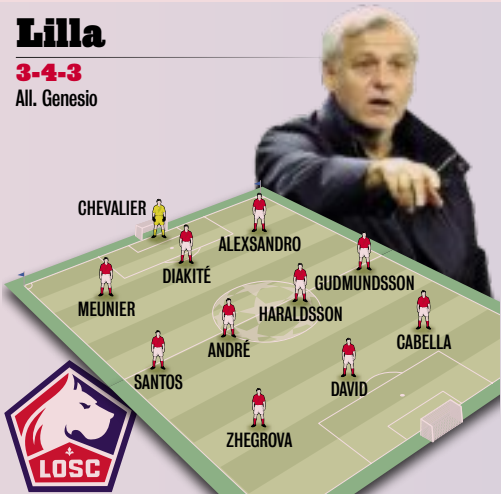 Lilla
3-4-3
All. Genesio
CHEVALIER
ALEXSANDRO
DIAKITÉ
GUDMUNDSSON
MEUNIER
HARALDSSON
ANDRÉ
CABELLA
SANTOS
DAVID
ZHEGROVA
LOSC